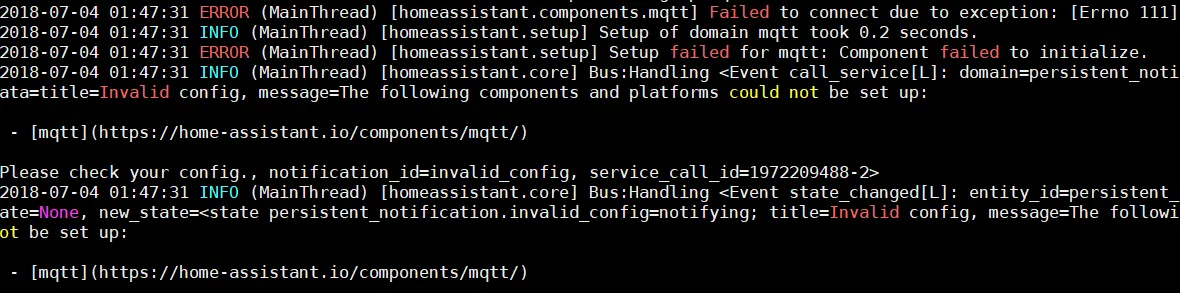 2018-07-04 01:47:31 ERROR (MainThread) [homeassistant.components.mqtt] Failed to connect due to exception: [Errno 111]
2018-07-04 01:47:31 INFO (MainThread) [homeassistant.setup] Setup of domain mqtt took 0.2 seconds.
2018-07-04 01:47:31 ERROR (MainThread) [homeassistant.setup] Setup failed for mqtt: Component failed to initialize.
2018-07-04 01:47:31 INFO (MainThread) [homeassistant.core] Bus:Handling <Event call_service[L]: domain=persistent_noti
ata=title=Invalid config, message=The following components and platforms could not be set up:
- [mqtt](https://home-assistant.io/components/mqtt/)
Please check your config., notification_id=invalid_config, service_call_id=1972209488-2>
2018-07-04 01:47:31 INFO (MainThread) [homeassistant.core] Bus:Handling <Event state_changed[L]: entity_id=persistent_
ate=None, new_state=<state persistent_notification.invalid_config=notifying; title=Invalid config, message=The followi
ot be set up:
- [mqtt](https://home-assistant.io/components/mqtt/)